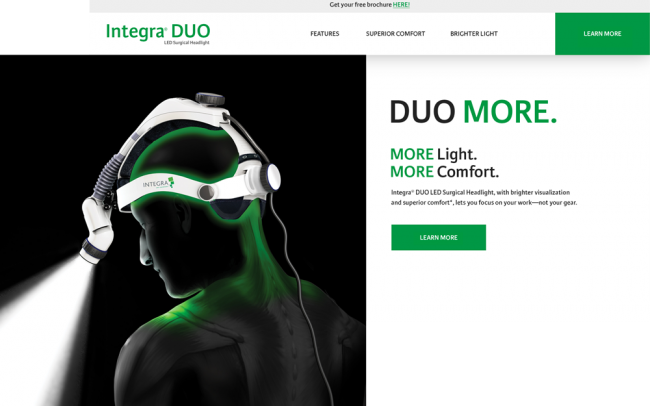 Get your free brochure HERE!
Integra® DUO
LED Surgical Headlight
FEATURES
SUPERIOR COMFORT
BRIGHTER LIGHT
LEARN MORE
INTEGRA
DUO MORE.
MORE Light.
MORE Comfort.
Integra® DUO LED Surgical Headlight, with brighter visualization
and superior comfort*, lets you focus on your work—not your gear.
LEARN MORE